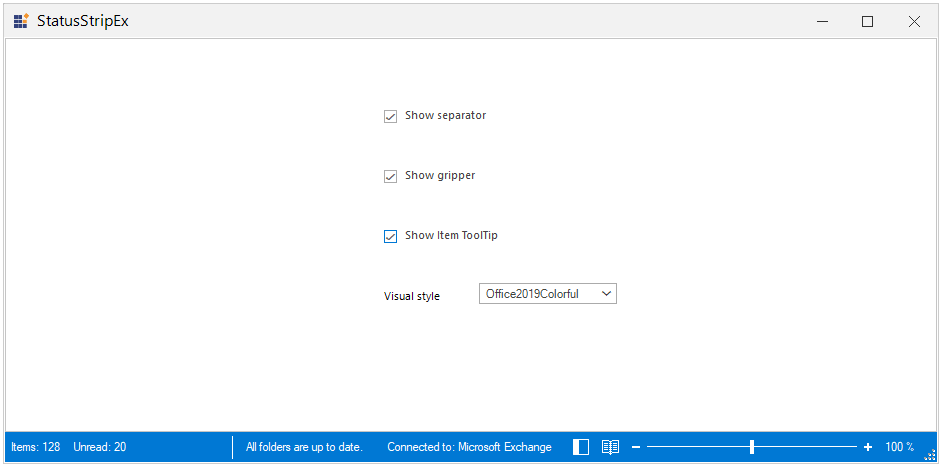 StatusStripEx
Show separator
Show gripper
Show Item ToolTip
Visual style Office2019Colorful
Items: 128 Unread: 20 All folders are up to date. Connected to: Microsoft Exchange 100 %